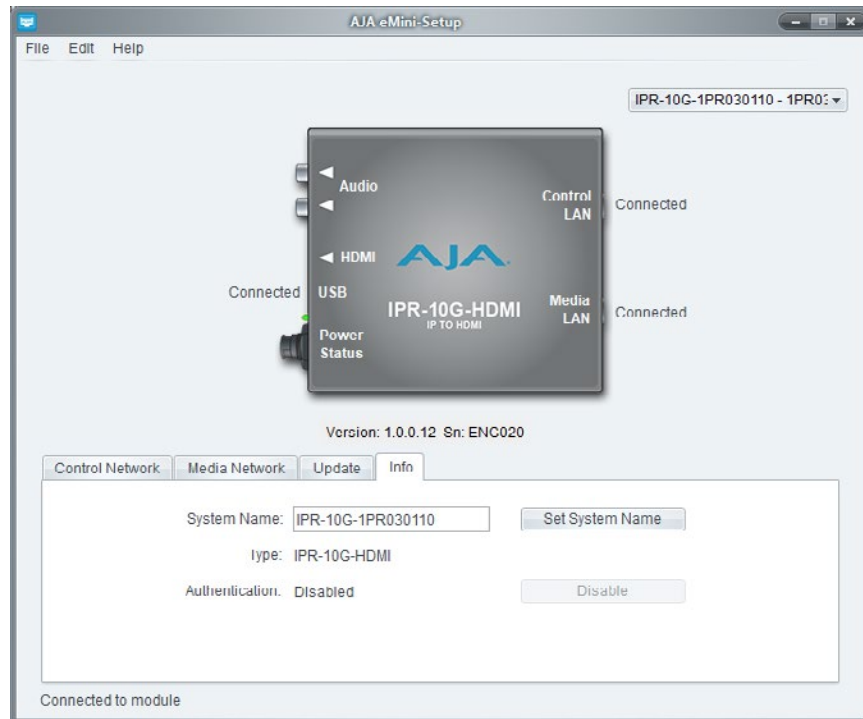 AJA eMini-Setup
File Edit Help
IPR-10G-1PR030110 - 1PR03
Audio
Control
LAN
Connected
HDMI
AJA
Connected
USB
IPR-10G-HDMI
IP TO HDMI
Media
LAN
Connected
Power
Status
Version: 1.0.0.12 Sn: ENC020
Control Network Media Network Update Info
System Name: IPR-10G-1PR030110 Set System Name
Type: IPR-10G-HDMI
Authentication: Disabled Disable
Connected to module